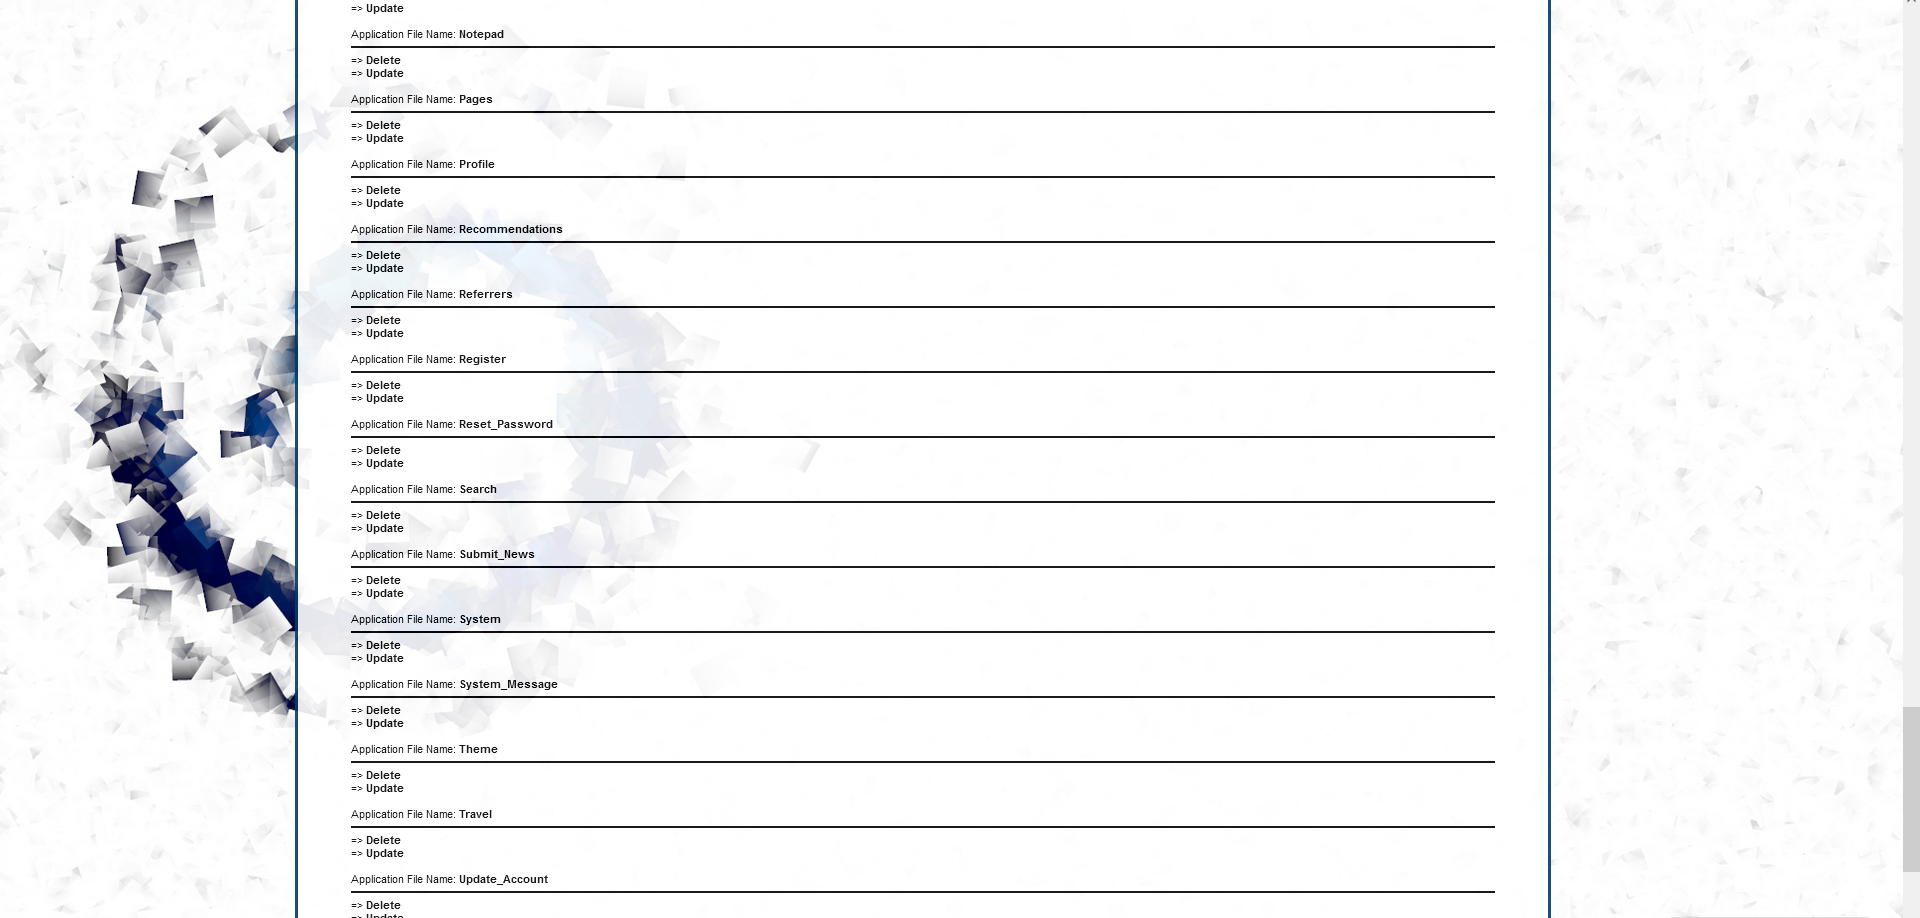 => Update
Application File Name: Notepad
=> Delete
=> Update
Application File Name: Pages
=> Delete
=> Update
Application File Name: Profile
=> Delete
=> Update
Application File Name: Recommendations
=> Delete
=> Update
Application File Name: Referrers
=> Delete
=> Update
Application File Name: Register
=> Delete
=> Update
Application File Name: Reset_Password
=> Delete
=> Update
Application File Name: Search
=> Delete
=> Update
Application File Name: Submit_News
=> Delete
=> Update
Application File Name: System
=> Delete
=> Update
Application File Name: System_Message
=> Delete
=> Update
Application File Name: Theme
=> Delete
=> Update
Application File Name: Travel
=> Delete
=> Update
Application File Name: Update_Account
=> Delete
=> Update